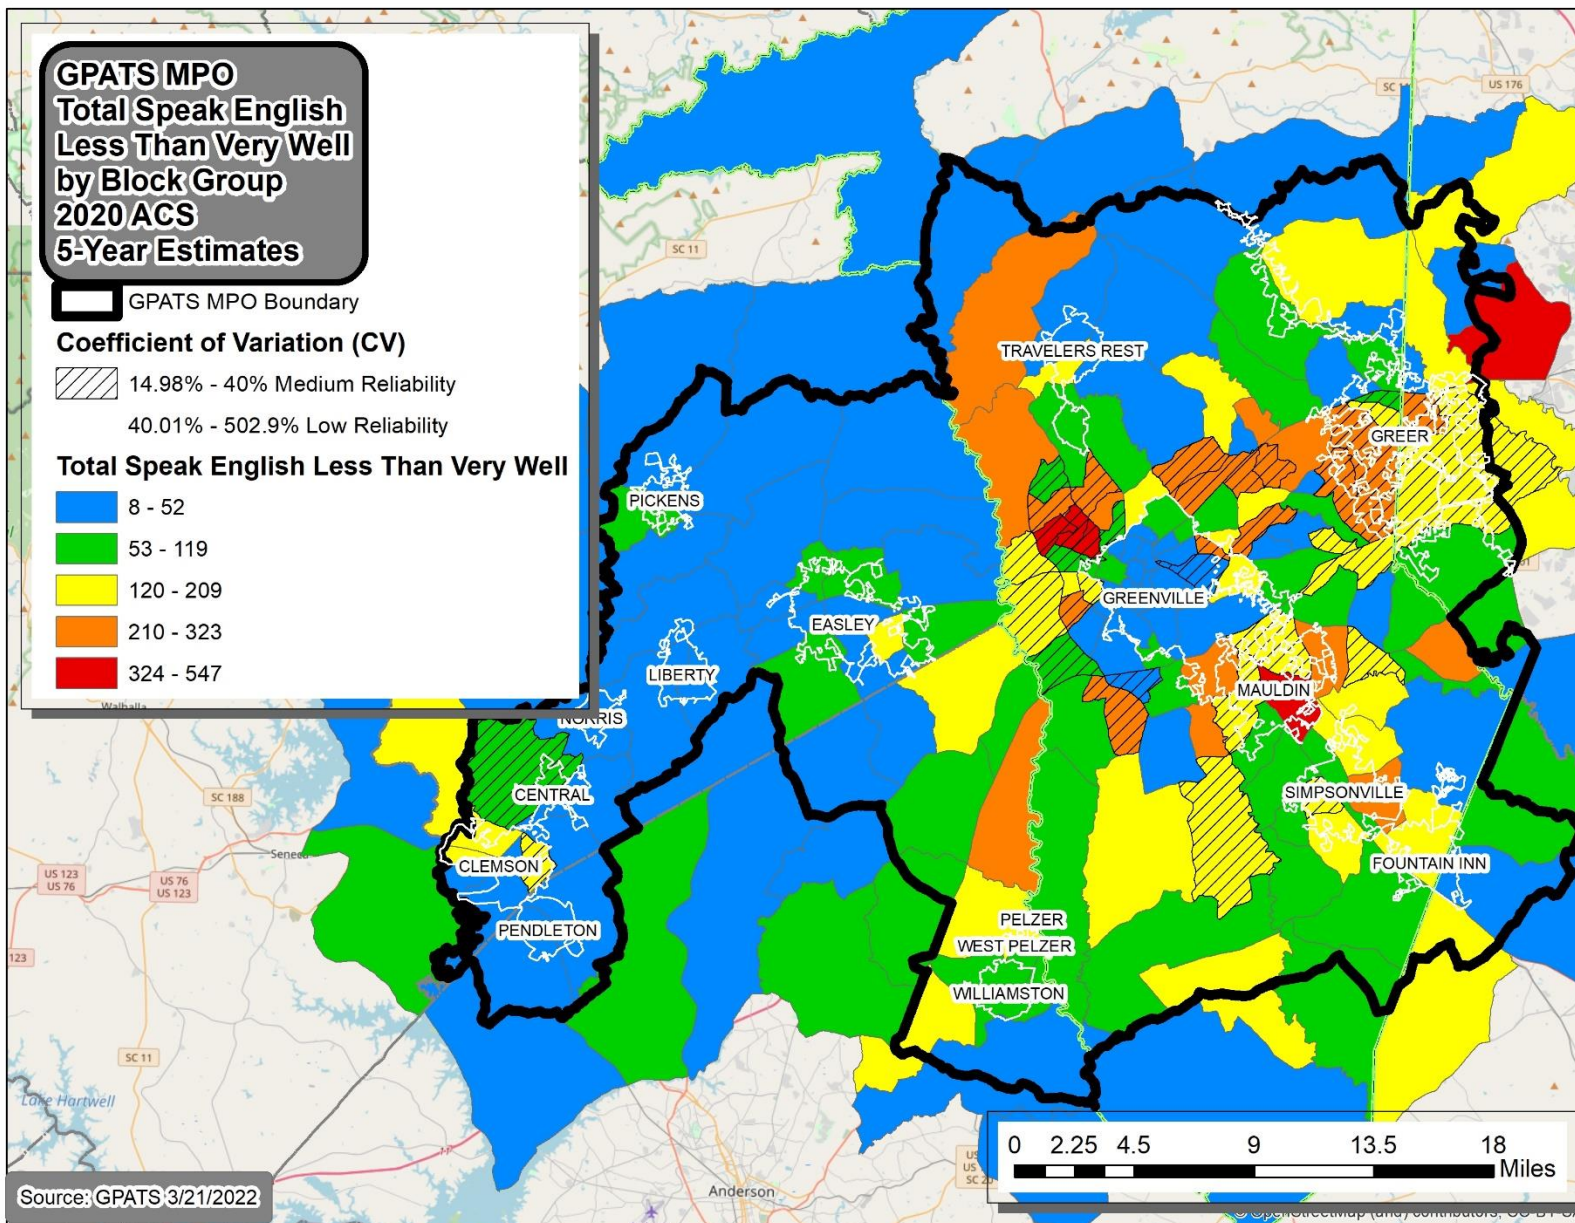 GPATS MPO
Total Speak English
Less Than Very Well
by Block Group
2020 ACS
5-Year Estimates
GPATS MPO Boundary
Coefficient of Variation (CV)
14.98% - 40% Medium Reliability
40.01% - 502.9% Low Reliability
Total Speak English Less Than Very Well
8 - 52
53 - 119
120 - 209
210 - 323
324 - 547
SC 11
US 176
SC 11
TRAVELERS REST
GREER
PICKENS
GREENVILLE
EASLEY
LIBERTY
MAULDIN
Walhalla
NORRIS
SC 188
CENTRAL
SIMPSONVILLE
Seneca
US 123
US 76
US 76
US 123
CLEMSON
FOUNTAIN INN
PELZER
PENDLETON
WEST PELZER
123
WILLIAMSTON
SC 11
Lake Hartwell
0 2.25 4.5 9 13.5 18
Miles
Anderson
Source: GPATS 3/21/2022